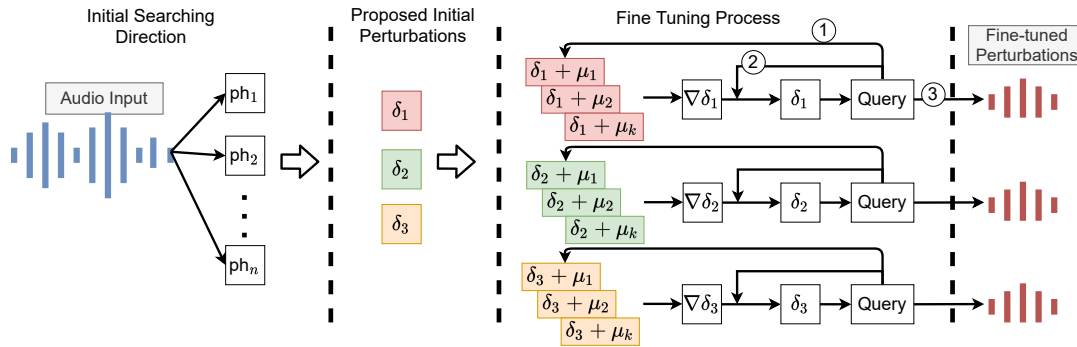 Initial Searching
Direction
Audio Input
ph₁
ph₂
phₙ
Proposed Initial
Perturbations
δ₁
δ₂
δ₃
Fine Tuning Process
①
②
③
δ₁ + μ₁
δ₁ + μ₂
δ₁ + μₖ
∇δ₁
δ₁
Query
δ₂ + μ₁
δ₂ + μ₂
δ₂ + μₖ
∇δ₂
δ₂
Query
δ₃ + μ₁
δ₃ + μ₂
δ₃ + μₖ
∇δ₃
δ₃
Query
Fine-tuned
Perturbations